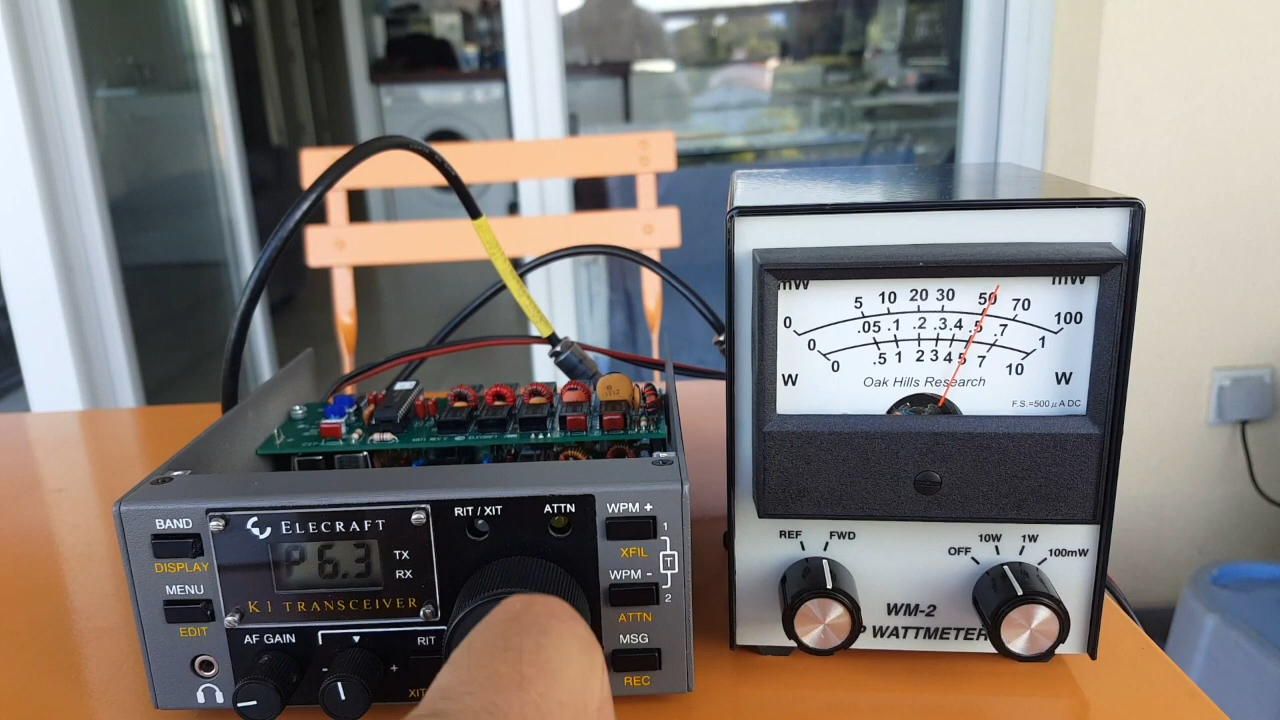 mW
mW
5 10 20 30 50 70
0 100
.05 .1 .2 .3 .4 .5 .7
0 1
.5 1 2 3 4 5 7
0 10
W Oak Hills Research W
F.S.=500 µA DC
REF FWD
OFF 10W 1W 100mW
WM-2
P WATTMETER
BAND
DISPLAY
MENU
EDIT
ELECRAFT
P6.3
TX
RX
K1 TRANSCEIVER
RIT / XIT
ATTN
WPM +
XFIL
WPM -
ATTN
MSG
REC
1
T
2
AF GAIN
- +
RIT
XIT